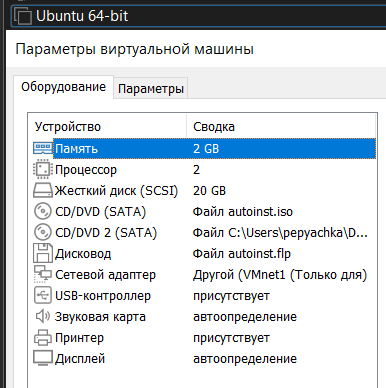 Ubuntu 64-bit
Параметры виртуальной машины
Оборудование Параметры
Устройство Сводка
Память 2 GB
Процессор 2
Жесткий диск (SCSI) 20 GB
CD/DVD (SATA) Файл autoinst.iso
CD/DVD 2 (SATA) Файл C:\Users\pepyachka\D...
Дисковод Файл autoinst.flp
Сетевой адаптер Другой (VMnet1 (Только для)
USB-контроллер присутствует
Звуковая карта автоопределение
Принтер присутствует
Дисплей автоопределение